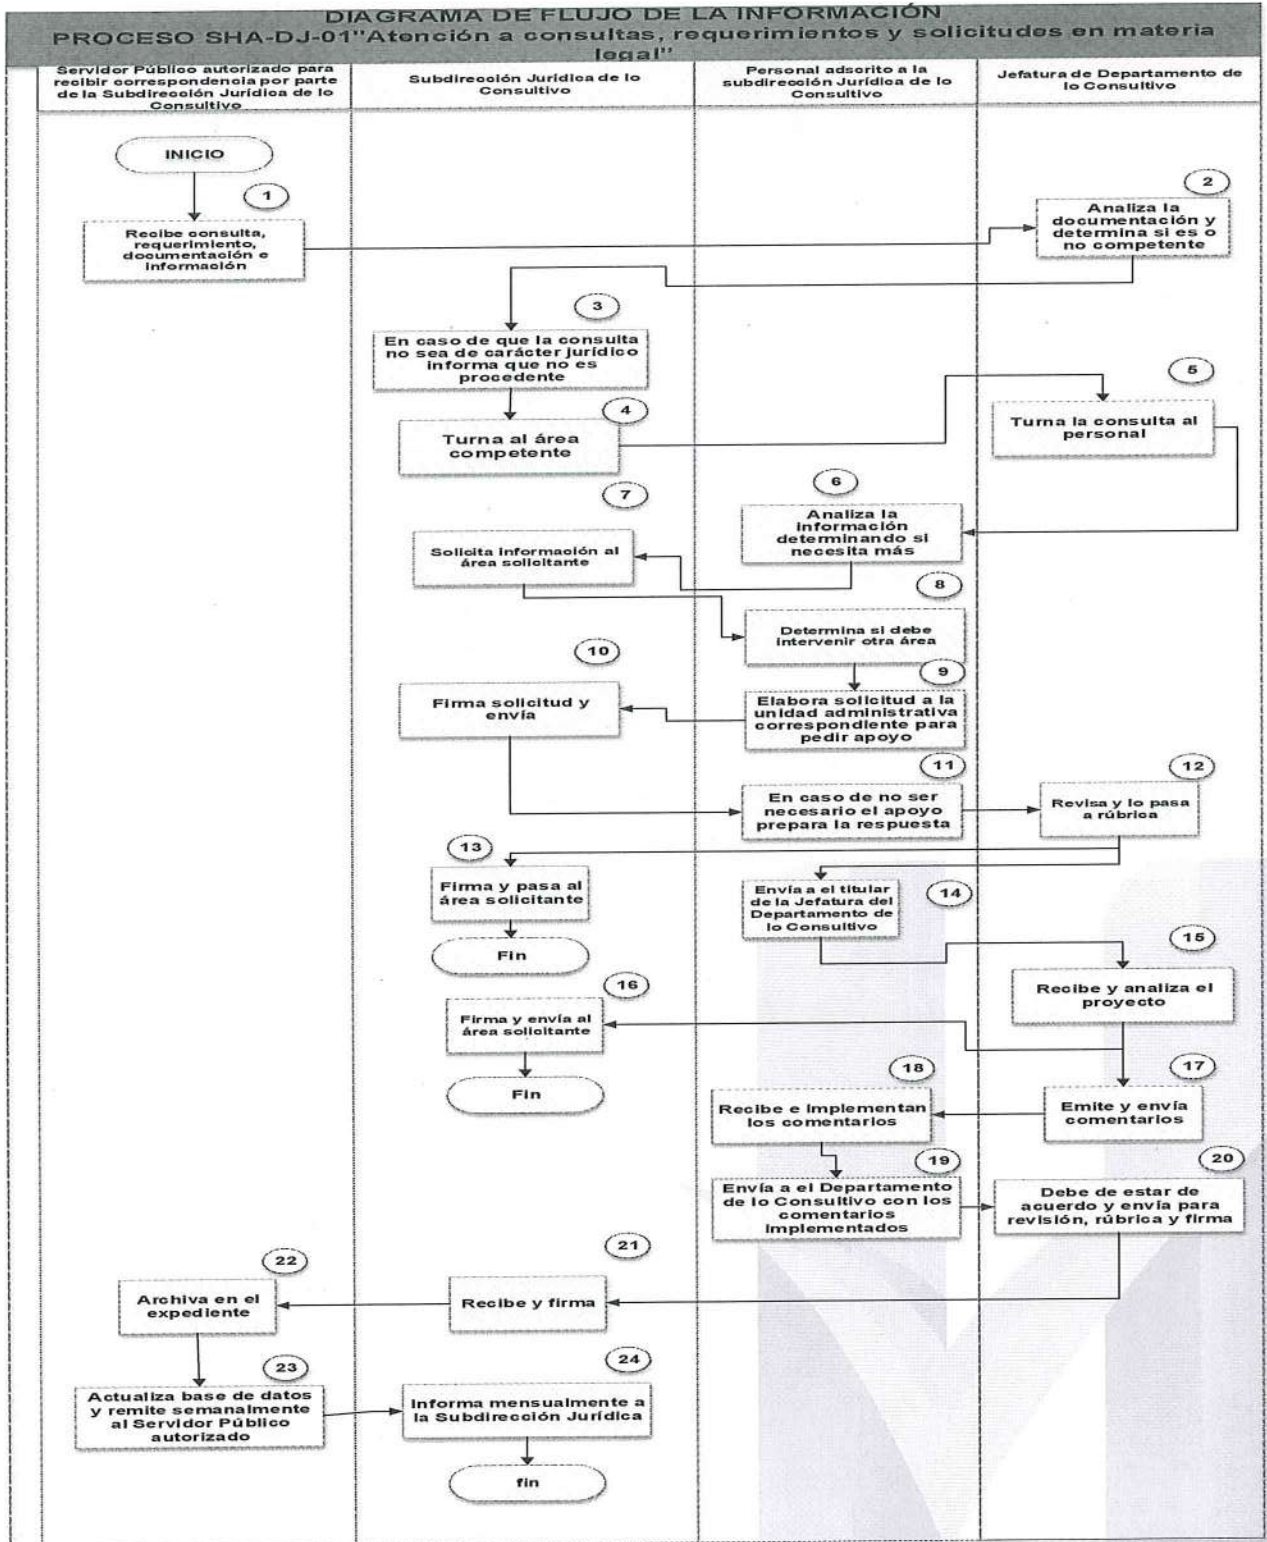 DIAGRAMA DE FLUJO DE LA INFORMACIÓN
PROCESO SHA-DJ-01"Atención a consultas, requerimientos y solicitudes en materia
legal"
Servidor Público autorizado para
recibir correspondencia por parte
de la Subdirección Jurídica de lo
Consultivo
Subdirección Jurídica de lo
Consultivo
Personal adscrito a la
subdirección Jurídica de lo
Consultivo
Jefatura de Departamento de
lo Consultivo
INICIO
1
Recibe consulta,
requerimiento,
documentación e
información
2
Analiza la
documentación y
determina si es o
no competente
3
En caso de que la consulta
no sea de carácter jurídico
informa que no es
procedente
4
Turna al área
competente
5
Turna la consulta al
personal
6
Analiza la
información
determinando si
necesita más
7
Solicita información al
área solicitante
8
Determina si debe
intervenir otra área
9
Elabora solicitud a la
unidad administrativa
correspondiente para
pedir apoyo
10
Firma solicitud y
envía
11
En caso de no ser
necesario el apoyo
prepara la respuesta
12
Revisa y lo pasa
a rúbrica
13
Firma y pasa al
área solicitante
Fin
14
Envía a el titular
de la Jefatura del
Departamento de
lo Consultivo
15
Recibe y analiza el
proyecto
16
Firma y envía al
área solicitante
Fin
17
Emite y envía
comentarios
18
Recibe e implementan
los comentarios
19
Envía a el Departamento
de lo Consultivo con los
comentarios
implementados
20
Debe de estar de
acuerdo y envía para
revisión, rúbrica y firma
21
Recibe y firma
22
Archiva en el
expediente
23
Actualiza base de datos
y remite semanalmente
al Servidor Público
autorizado
24
Informa mensualmente a
la Subdirección Jurídica
fin